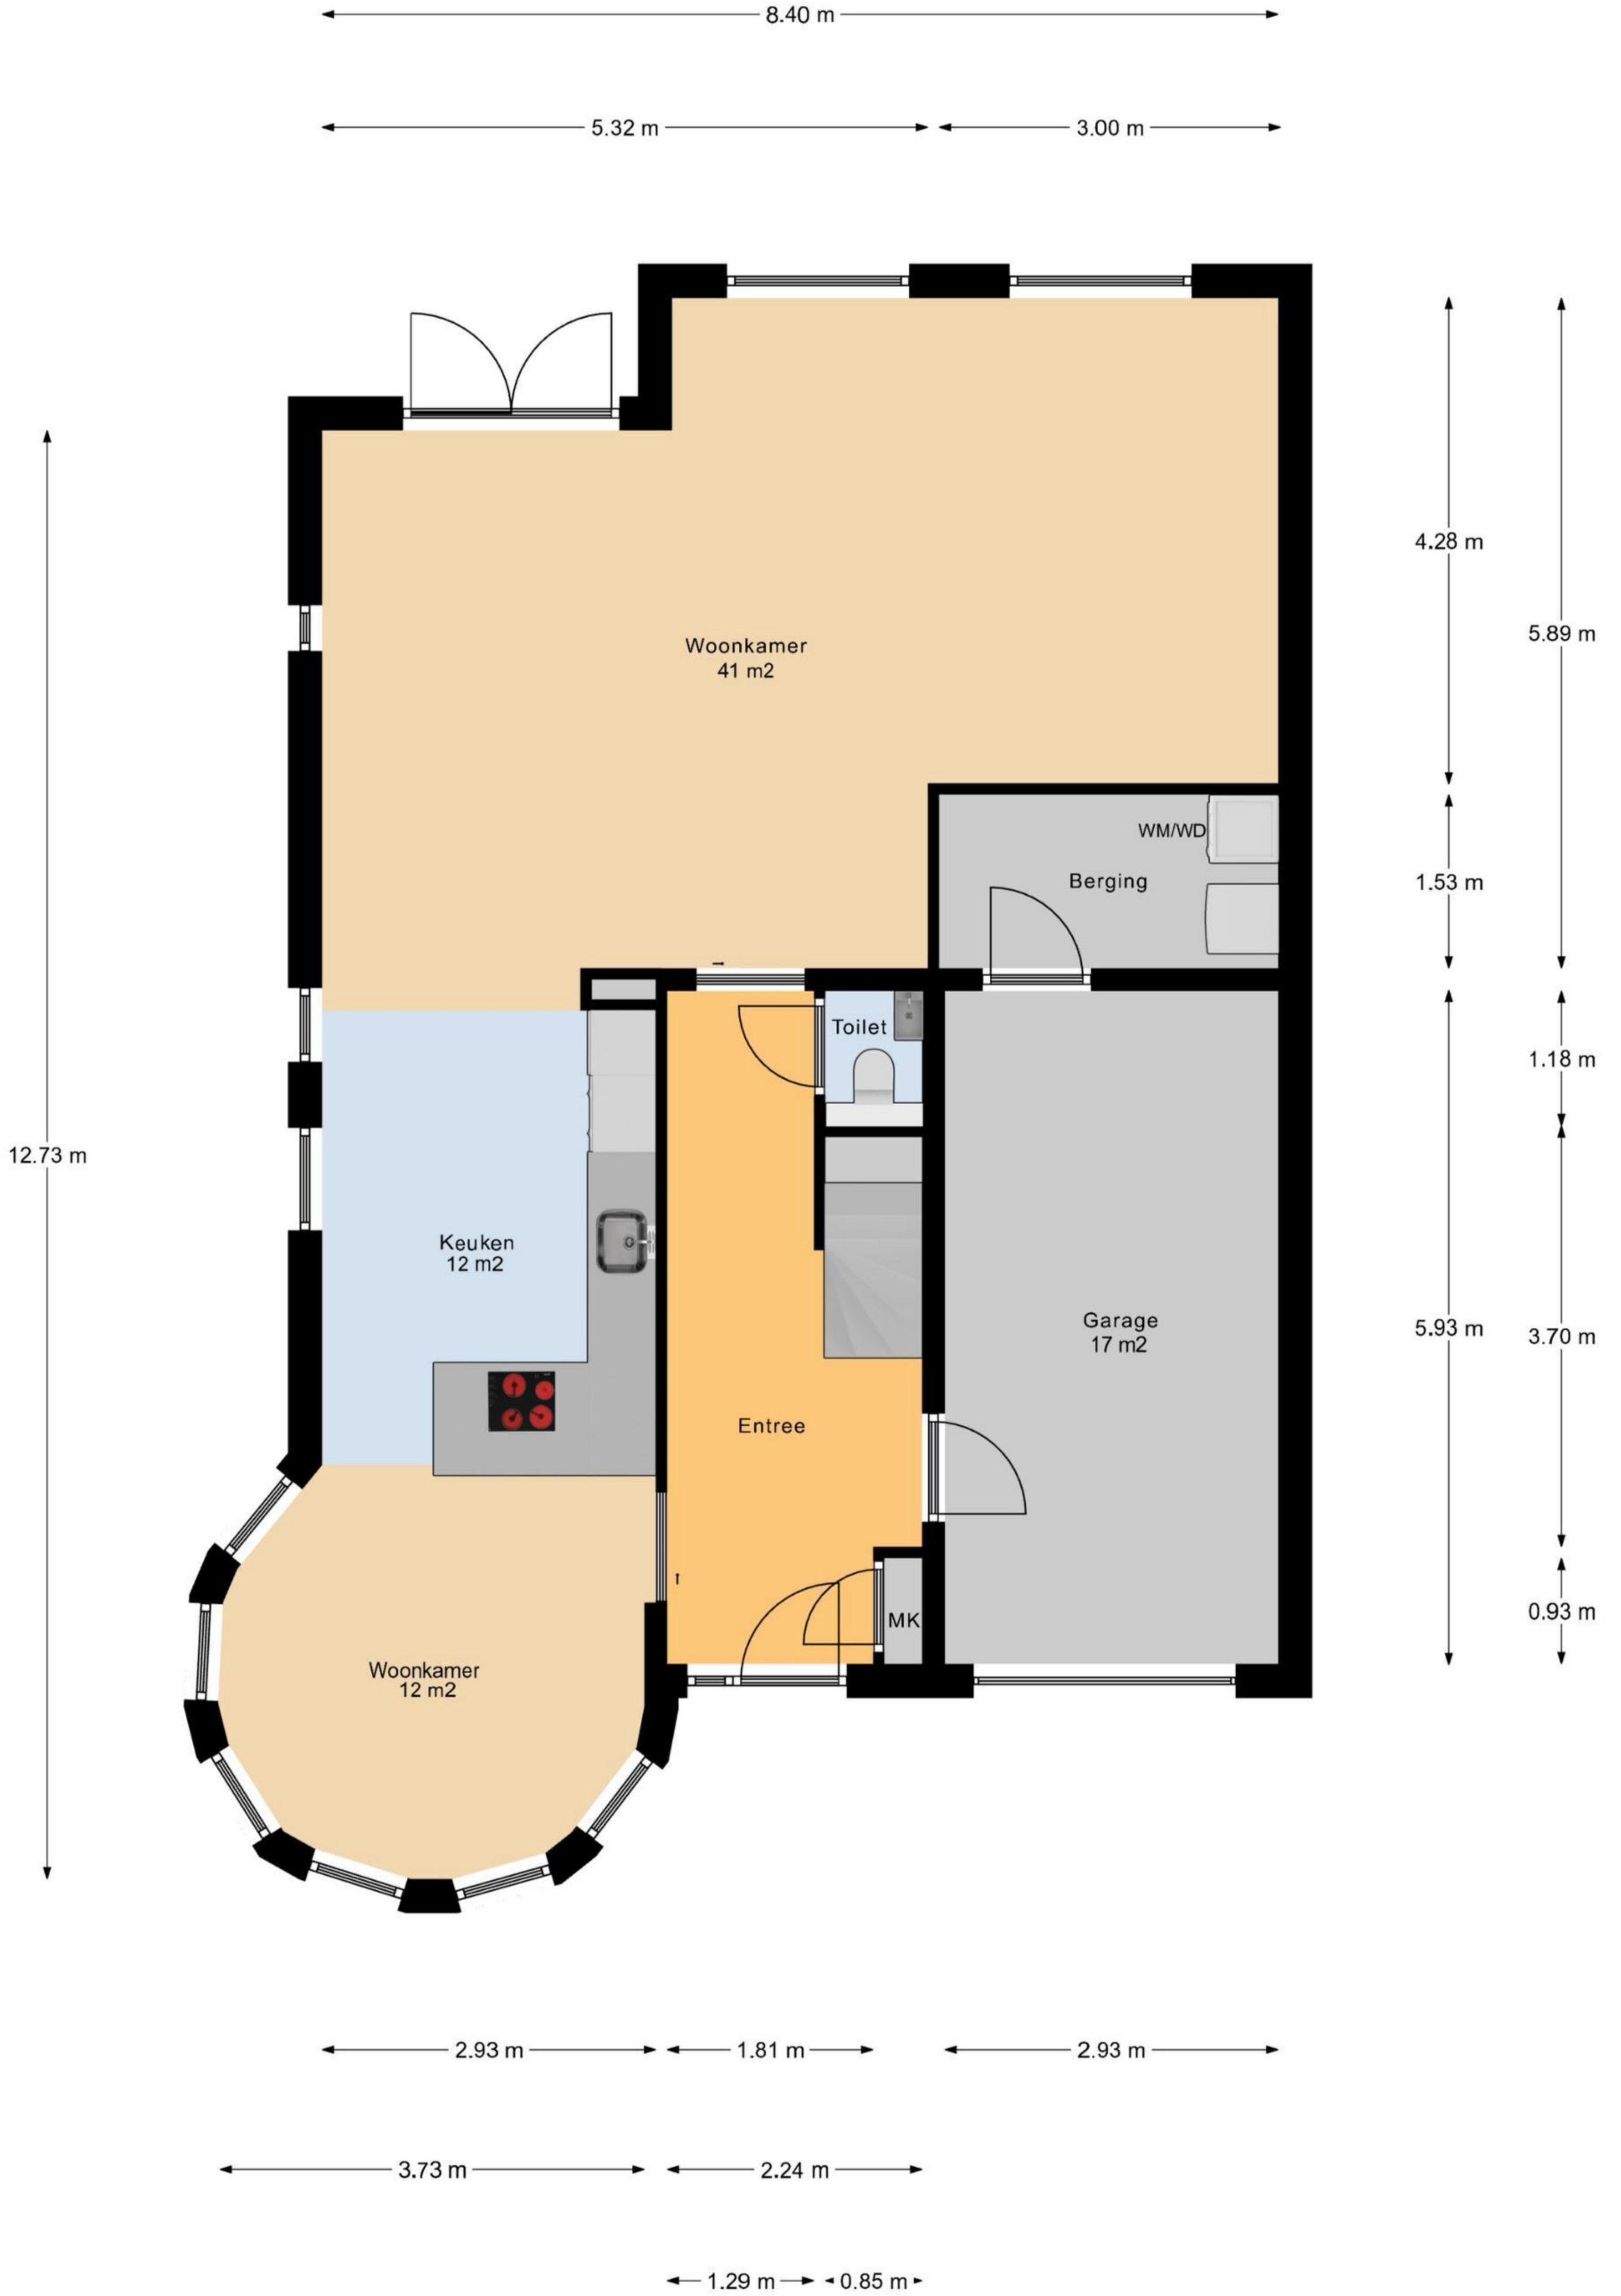 8.40 m
5.32 m
3.00 m
4.28 m
5.89 m
Woonkamer
41 m2
WM/WD
Berging
1.53 m
Toilet
1.18 m
12.73 m
Keuken
12 m2
Garage
17 m2
5.93 m
3.70 m
Entree
MK
0.93 m
Woonkamer
12 m2
2.93 m
1.81 m
2.93 m
3.73 m
2.24 m
1.29 m
0.85 m